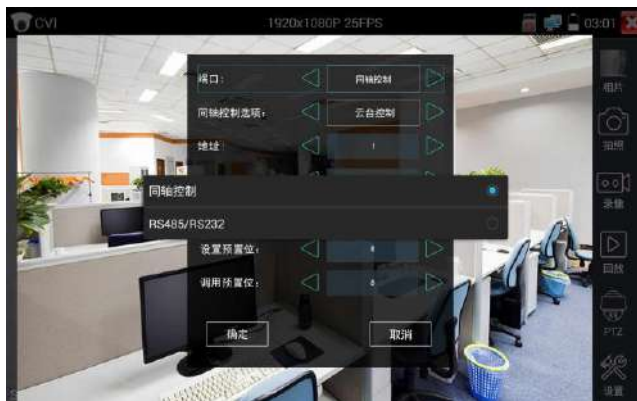 CVI 1920x1080P 25FPS 03:01
端口: 同轴控制
同轴控制选项: 云台控制
地址: 1
同轴控制
RS485/RS232
设置预置位:
调用预置位:
确定 取消
相片
拍照
录像
回放
PTZ
设置